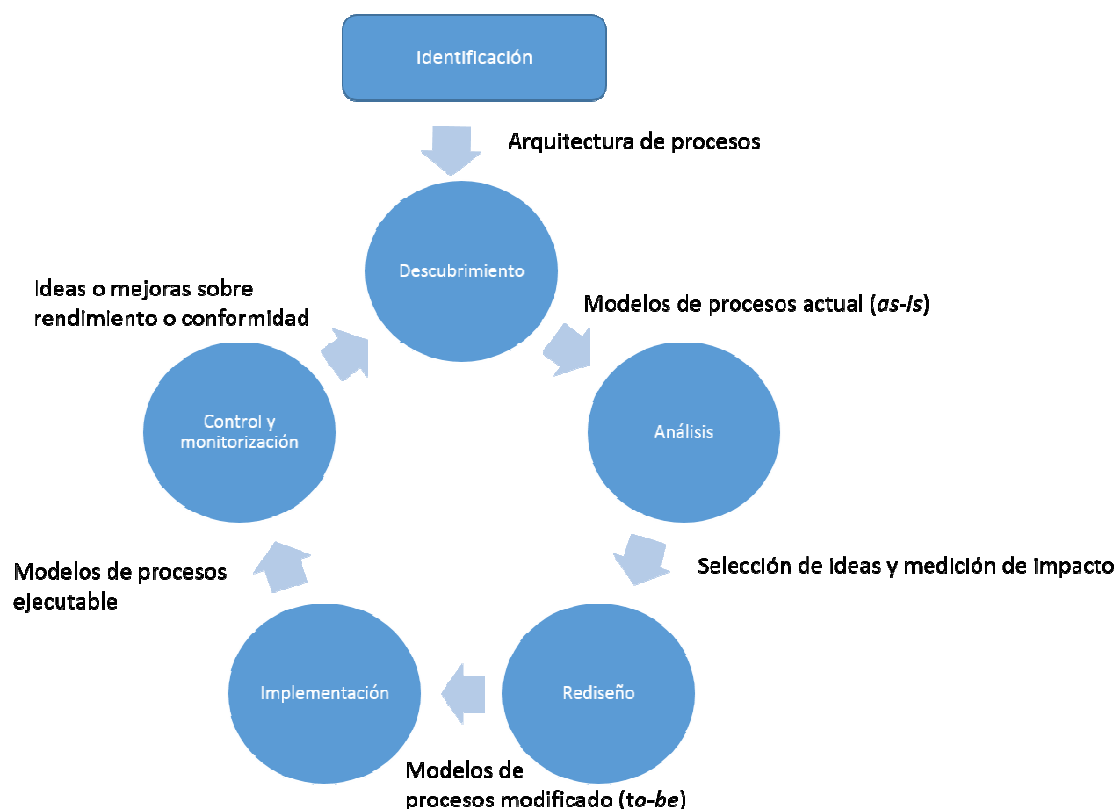 Identificación
Arquitectura de procesos
Descubrimiento
Ideas o mejoras sobre
rendimiento o conformidad
Modelos de procesos actual (as-is)
Control y
monitorización
Análisis
Selección de ideas y medición de impacto
Modelos de procesos
ejecutable
Implementación
Rediseño
Modelos de
procesos modificado (to-be)